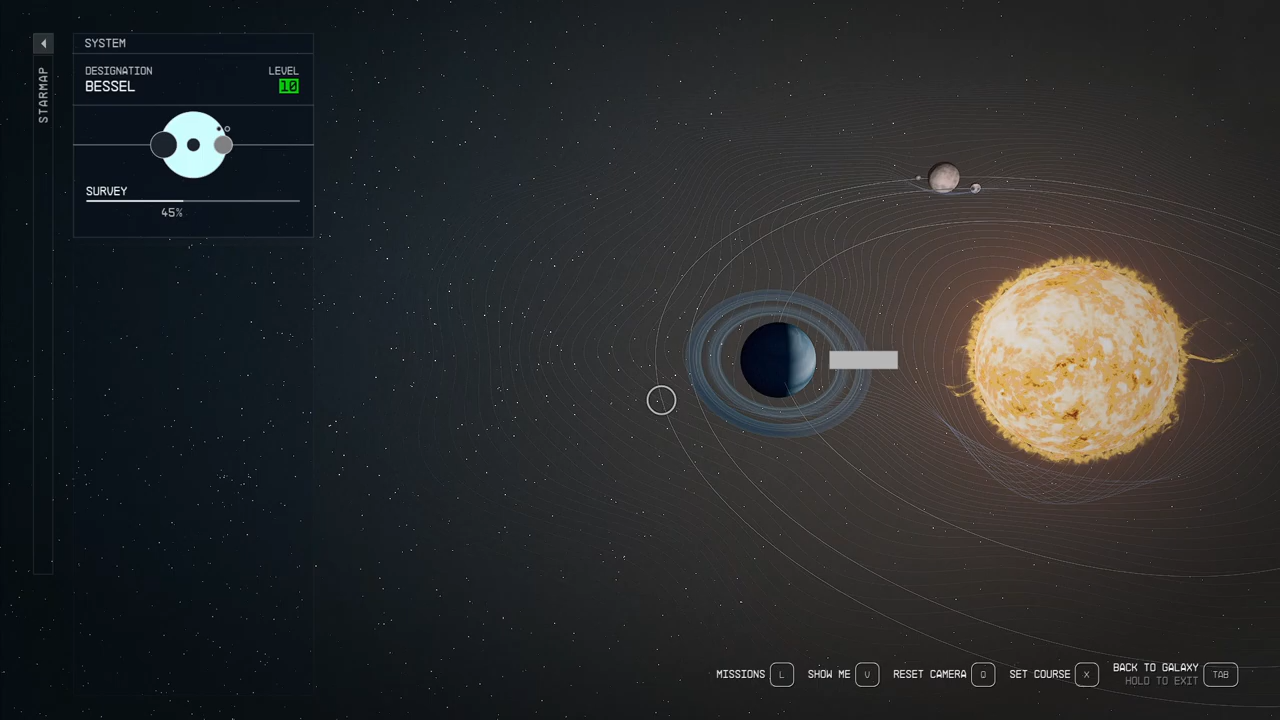 STARMAP
SYSTEM
DESIGNATION LEVEL
BESSEL 10
SURVEY
45%
MISSIONS L SHOW ME V RESET CAMERA Q SET COURSE X BACK TO GALAXY TAB
HOLD TO EXIT